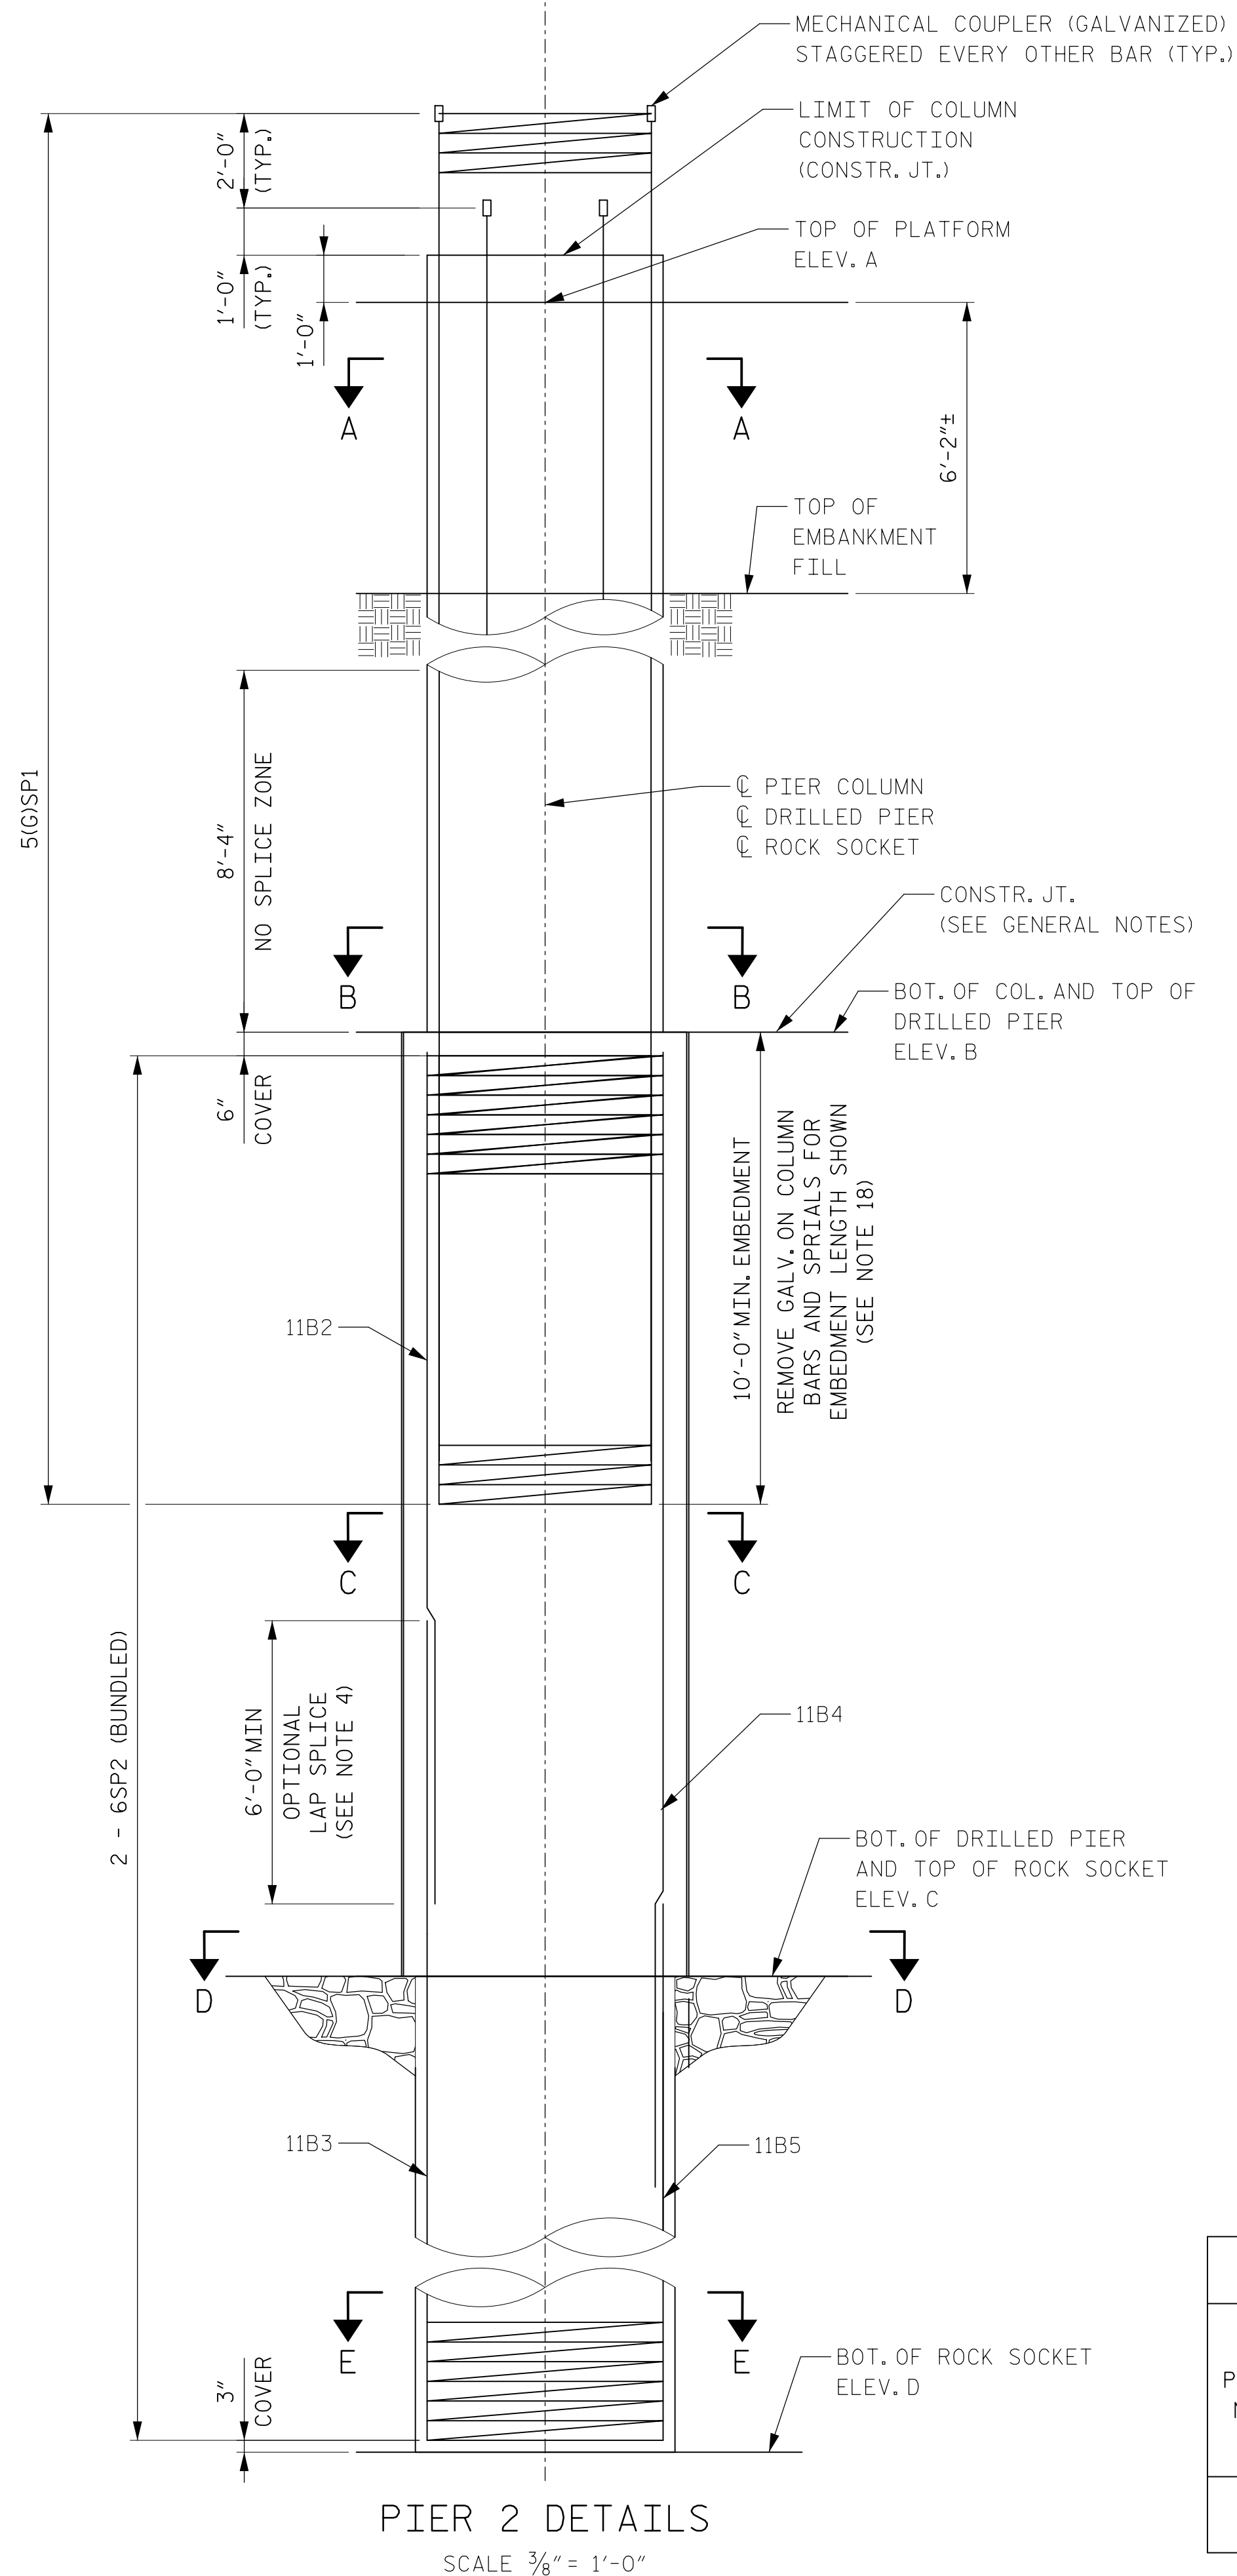 MECHANICAL COUPLER (GALVANIZED)
STAGGERED EVERY OTHER BAR (TYP.)
LIMIT OF COLUMN
CONSTRUCTION
(CONSTR. JT.)
2'-0"
(TYP.)
TOP OF PLATFORM
ELEV. A
1'-0"
(TYP.)
1'-0"
A
A
6'-2"±
TOP OF
EMBANKMENT
FILL
5(G)SP1
8'-4"
NO SPLICE ZONE
℄ PIER COLUMN
℄ DRILLED PIER
℄ ROCK SOCKET
CONSTR. JT.
(SEE GENERAL NOTES)
B
B
BOT. OF COL. AND TOP OF
DRILLED PIER
ELEV. B
6"
COVER
10'-0" MIN. EMBEDMENT
REMOVE GALV. ON COLUMN
BARS AND SPRIALS FOR
EMBEDMENT LENGTH SHOWN
(SEE NOTE 18)
11B2
C
C
2 - 6SP2 (BUNDLED)
6'-0" MIN
OPTIONAL
LAP SPLICE
(SEE NOTE 4)
11B4
BOT. OF DRILLED PIER
AND TOP OF ROCK SOCKET
ELEV. C
D
D
11B3
11B5
E
E
BOT. OF ROCK SOCKET
ELEV. D
3"
COVER
P
PIER 2 DETAILS
SCALE 3/8" = 1'-0"